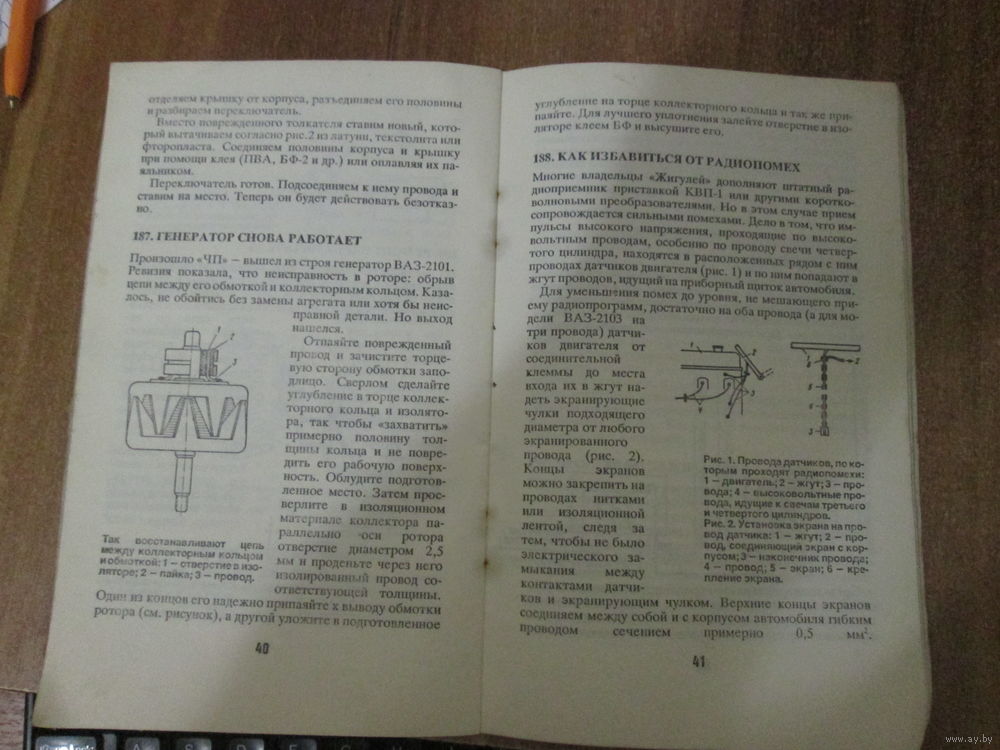 отделяем крышку от корпуса, разъединяем его половины
и разбираем переключатель.
Вместо поврежденного толкателя ставим новый, кото-
рый вытачиваем согласно рис.2 из латуни, текстолита или
фторопласта. Соединяем половины корпуса и крышку
при помощи клея (ПВА, БФ-2 и др.) или оплавляя их па-
яльником.
Переключатель готов. Подсоединяем к нему провода и
ставим на место. Теперь он будет действовать безотказ-
но.
187. ГЕНЕРАТОР СНОВА РАБОТАЕТ
Произошло «ЧП» – вышел из строя генератор ВАЗ-2101.
Ревизия показала, что неисправность в роторе: обрыв
цепи между его обмоткой и коллекторным кольцом. Каза-
лось, не обойтись без замены агрегата или хотя бы неис-
правной детали. Но выход
нашелся.
Отпаяйте поврежденный
провод и зачистите торце-
вую сторону обмотки запо-
длицо. Сверлом сделайте
углубление в торце коллек-
торного кольца и изолято-
ра, так чтобы «захватить»
примерно половину тол-
щины кольца и не повре-
дить его рабочую поверх-
ность. Облудите подготов-
ленное место. Затем прос-
верлите в изоляционном
материале коллектора па-
раллельно оси ротора
отверстие диаметром 2,5
мм и проденьте через него
изолированный провод со-
ответствующей толщины.
1
2
3
Так восстанавливают цепь
между коллекторным кольцом
и обмоткой: 1 – отверстие в изо-
ляторе; 2 – пайка; 3 – провод.
Один из концов его надежно припаяйте к выводу обмотки
ротора (см. рисунок), а другой уложите в подготовленное
40
углубление на торце коллекторного кольца и так же при-
паяйте. Для лучшего уплотнения залейте отверстие в изо-
ляторе клеем БФ и высушите его.
188. КАК ИЗБАВИТЬСЯ ОТ РАДИОПОМЕХ
Многие владельцы «Жигулей» дополняют штатный ра-
диоприемник приставкой КВП-1 или другими коротко-
волновыми преобразователями. Но в этом случае прием
сопровождается сильными помехами. Дело в том, что им-
пульсы высокого напряжения, проходящие по высоко-
вольтным проводам, особенно по проводу свечи четвер-
того цилиндра, находятся в расположенных рядом с ним
проводах датчиков двигателя (рис. 1) и по ним попадают в
жгут проводов, идущий на приборный щиток автомобиля.
Для уменьшения помех до уровня, не мешающего при-
ему радиопрограмм, достаточно на оба провода (а для мо-
дели ВАЗ-2103 на
три провода) датчи-
ков двигателя от
соединительной
клеммы до места
входа их в жгут на-
деть экранирующие
чулки подходящего
диаметра от любого
экранированного
провода (рис. 2).
Концы экранов
можно закрепить на
проводах нитками
или изоляционной
лентой, следя за
тем, чтобы не было
электрического за-
мыкания между
контактами датчи-
Рис. 1. Провода датчиков, по ко-
торым проходят радиопомехи:
1 – двигатель; 2 – жгут; 3 – про-
вода; 4 – высоковольтные про-
вода, идущие к свечам третьего
и четвертого цилиндров.
Рис. 2. Установка экрана на про-
вод датчика: 1 – жгут; 2 – про-
вод, соединяющий экран с кор-
пусом; 3 – наконечник провода;
4 – провод; 5 – экран; 6 – кре-
пление экрана.
ков и экранирующим чулком. Верхние концы экранов
соединяем между собой и с корпусом автомобиля гибким
проводом сечением примерно 0,5 мм².
41
www.ay.by